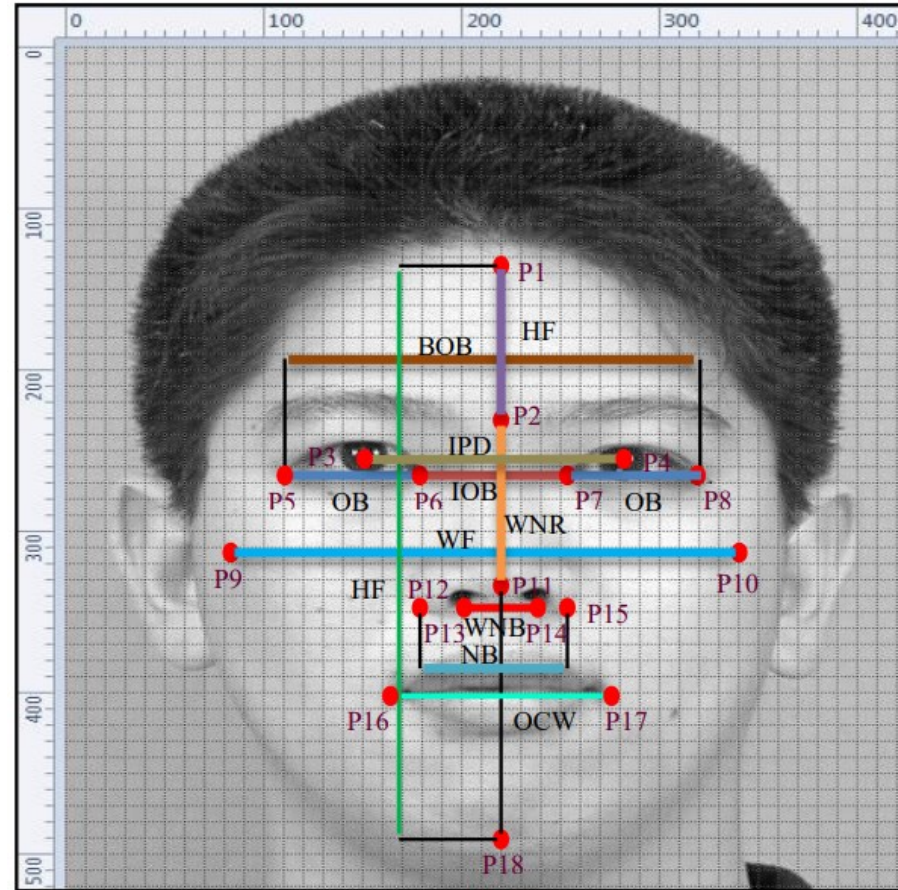 0 100 200 300 400
0
100
P1
HF
BOB
200
P2
IPD
P3 P4
P5 P6 IOB P7 P8
OB OB
WNR
300
WF
P9 P10
HF P12 P11
P13 WNB P14 P15
NB
400
P16 OCW P17
P18
500